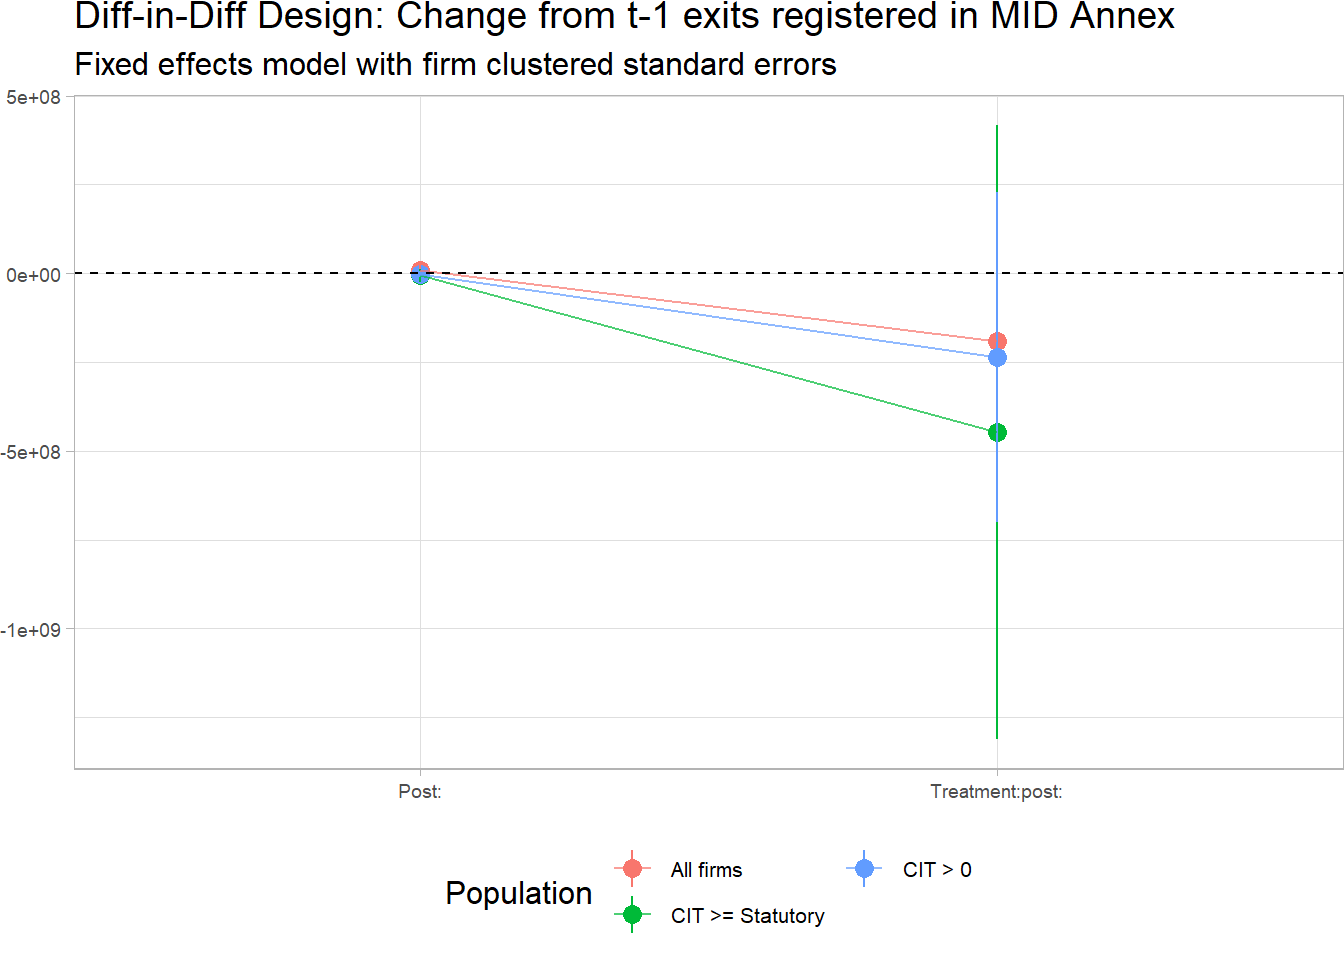 Diff-in-Diff Design: Change from t-1 exits registered in MID Annex
Fixed effects model with firm clustered standard errors
5e+08
0e+00
-5e+08
-1e+09
Post:
Treatment:post:
Population
All firms
CIT > 0
CIT >= Statutory